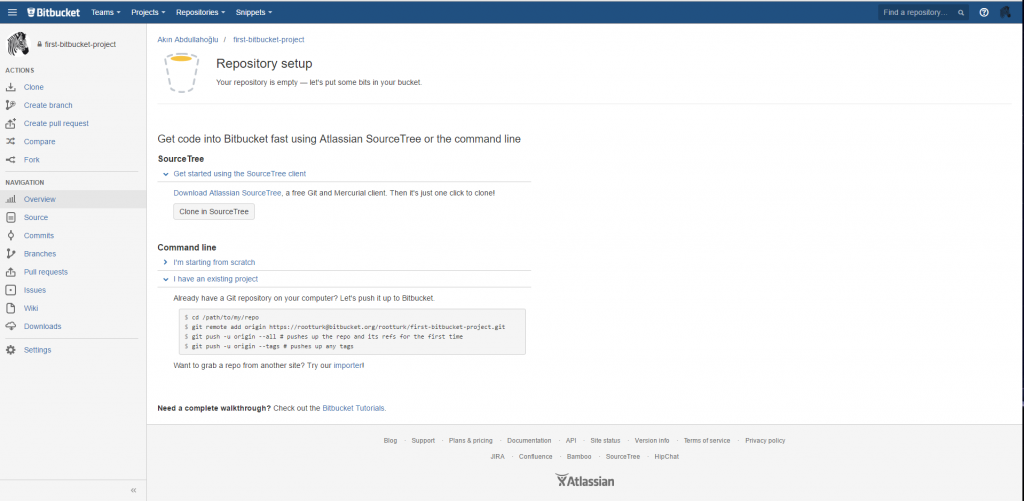 Bitbucket Teams Projects Repositories Snippets Find a repository...
first-bitbucket-project
ACTIONS
Clone
Create branch
Create pull request
Compare
Fork
NAVIGATION
Overview
Source
Commits
Branches
Pull requests
Issues
Wiki
Downloads
Settings
Akın Abdullahoğlu / first-bitbucket-project
Repository setup
Your repository is empty — let's put some bits in your bucket.
Get code into Bitbucket fast using Atlassian SourceTree or the command line
SourceTree
Get started using the SourceTree client
Download Atlassian SourceTree, a free Git and Mercurial client. Then it's just one click to clone!
Clone in SourceTree
Command line
I'm starting from scratch
I have an existing project
Already have a Git repository on your computer? Let's push it up to Bitbucket.
$ cd /path/to/my/repo
$ git remote add origin https://rootturk@bitbucket.org/rootturk/first-bitbucket-project.git
$ git push -u origin --all # pushes up the repo and its refs for the first time
$ git push -u origin --tags # pushes up any tags
Want to grab a repo from another site? Try our importer!
Need a complete walkthrough? Check out the Bitbucket Tutorials.
Blog · Support · Plans & pricing · Documentation · API · Site status · Version info · Terms of service · Privacy policy
JIRA · Confluence · Bamboo · SourceTree · HipChat
Atlassian